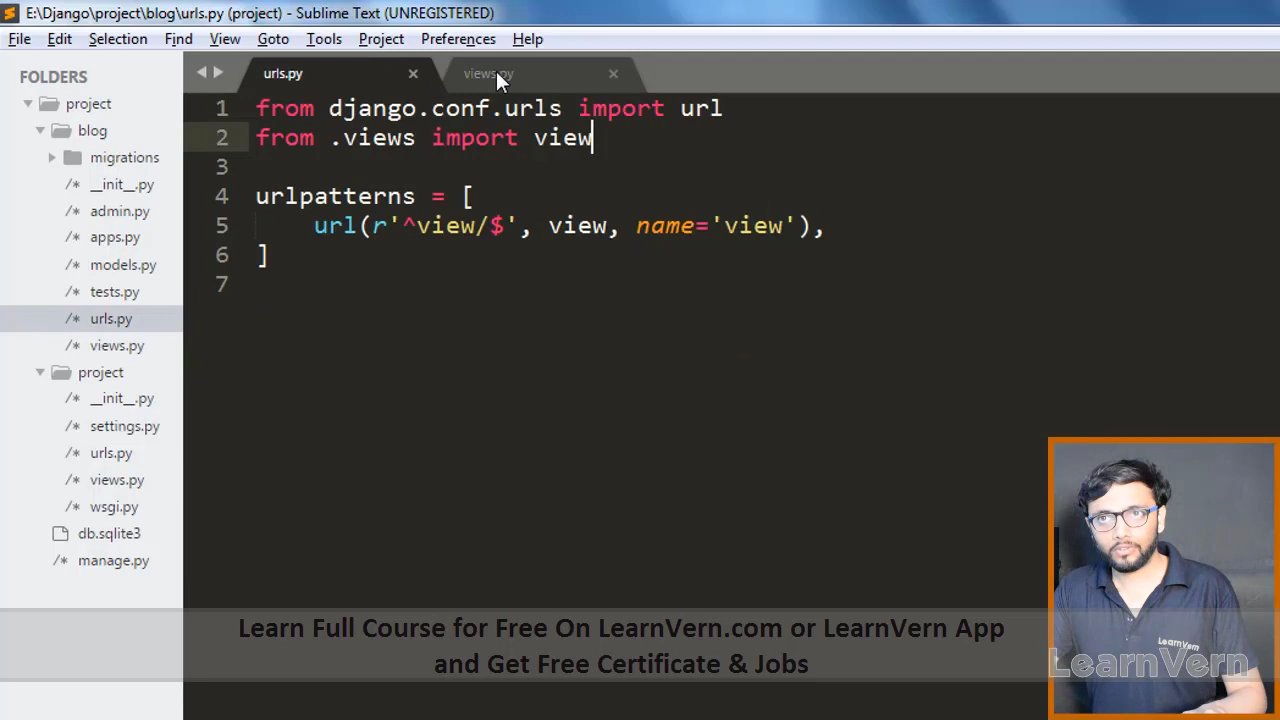 E:\Django\project\blog\urls.py (project) - Sublime Text (UNREGISTERED)
File Edit Selection Find View Goto Tools Project Preferences Help
FOLDERS
project
blog
migrations
/* __init__.py
/* admin.py
/* apps.py
/* models.py
/* tests.py
/* urls.py
/* views.py
project
/* __init__.py
/* settings.py
/* urls.py
/* views.py
/* wsgi.py
db.sqlite3
/* manage.py
urls.py × views.py ×
1 from django.conf.urls import url
2 from .views import view
3
4 urlpatterns = [
5 url(r'^view/$', view, name='view'),
6 ]
7
Learn Full Course for Free On LearnVern.com or LearnVern App
and Get Free Certificate & Jobs
LearnVern
LearnVern